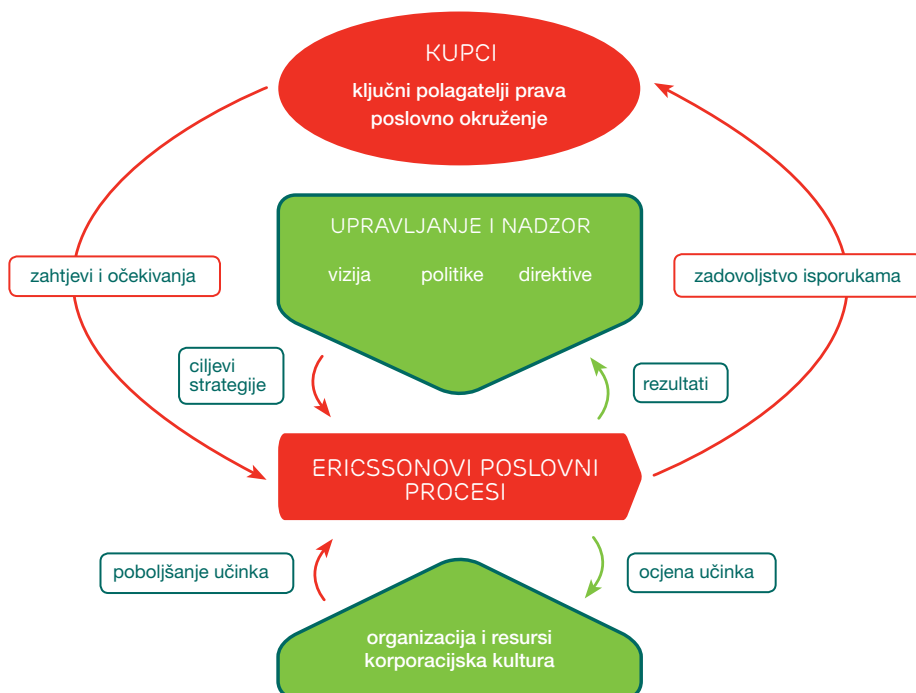 KUPCI
ključni polagatelji prava
poslovno okruženje
UPRAVLJANJE I NADZOR
vizija politike direktive
zahtjevi i očekivanja
zadovoljstvo isporukama
ciljevi
strategije
rezultati
ERICSSONOVI POSLOVNI
PROCESI
poboljšanje učinka
ocjena učinka
organizacija i resursi
korporacijska kultura